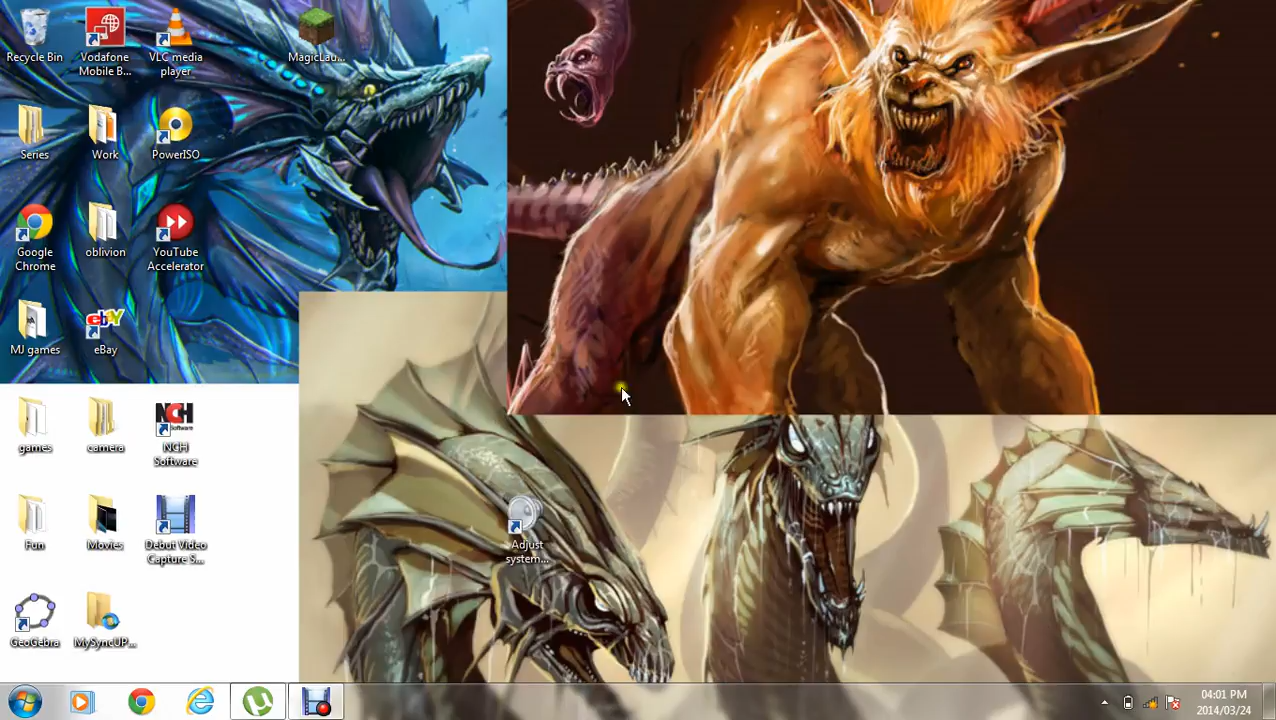 Recycle Bin
Vodafone
Mobile B...
VLC media
player
MagicLau...
Series
Work
PowerISO
Google
Chrome
oblivion
YouTube
Accelerator
MJ games
ebY
eBay
games
camera
NCH
Software
NCH
Software
Fun
Movies
Debut Video
Capture S...
Adjust
system...
GeoGebra
MySyncUP...
04:01 PM
2014/03/24